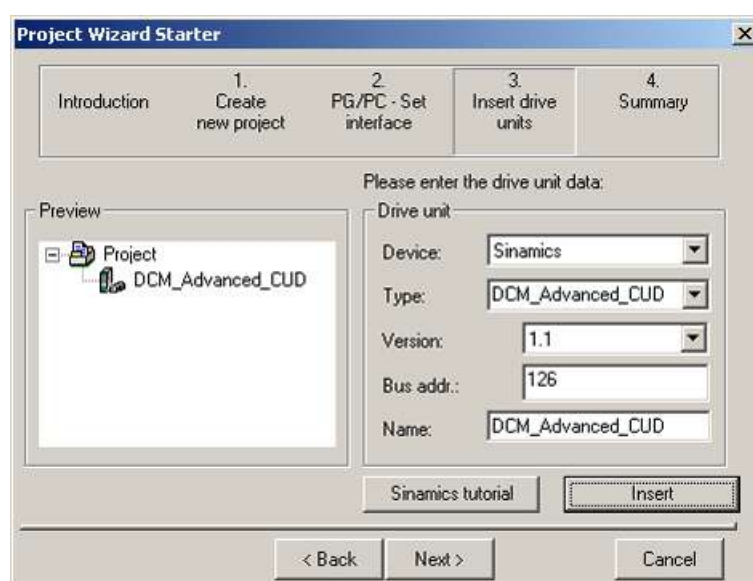 Project Wizard Starter
Introduction
1.
Create
new project
2.
PG/PC - Set
interface
3.
Insert drive
units
4.
Summary
Please enter the drive unit data:
Preview
Project
DCM_Advanced_CUD
Drive unit
Device: Sinamics
Type: DCM_Advanced_CUD
Version: 1.1
Bus addr.: 126
Name: DCM_Advanced_CUD
Sinamics tutorial Insert
< Back Next > Cancel